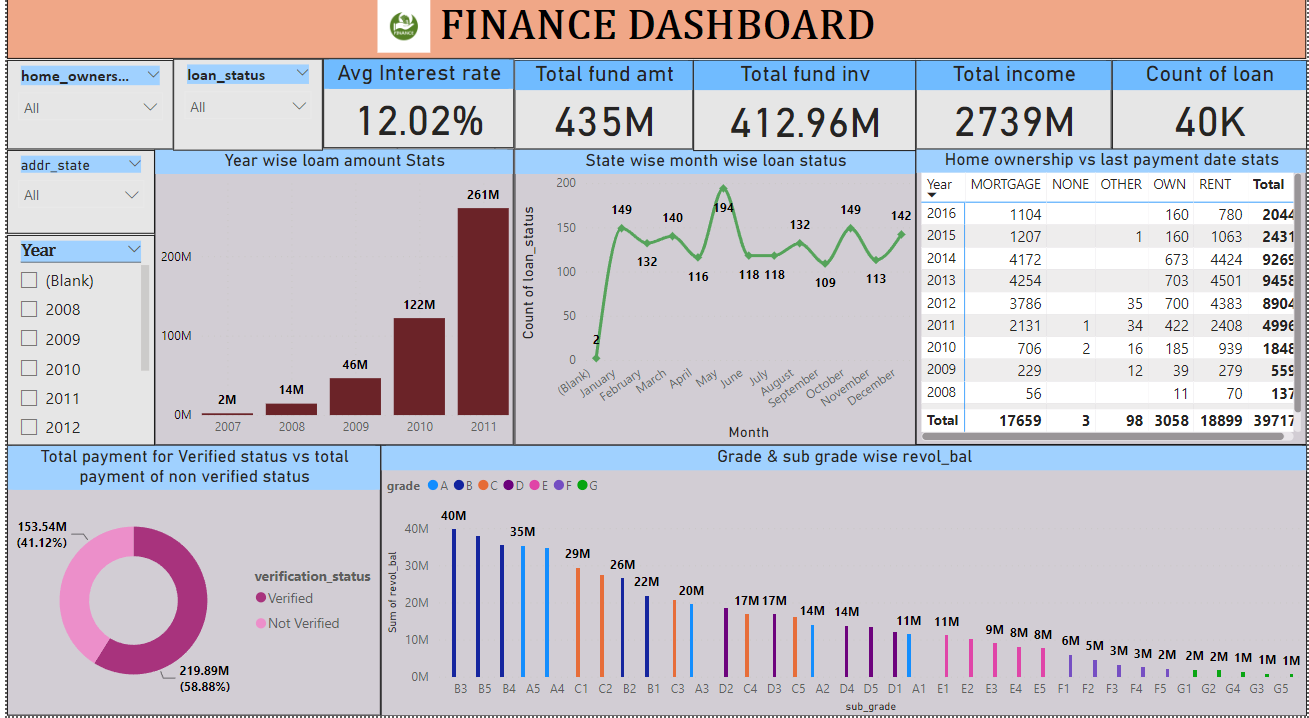 FINANCE
FINANCE DASHBOARD
home_owners...
All
loan_status
All
Avg Interest rate
12.02%
Total fund amt
435M
Total fund inv
412.96M
Total income
2739M
Count of loan
40K
addr_state
All
Year
(Blank)
2008
2009
2010
2011
2012
Year wise loam amount Stats
261M
200M
122M
100M
46M
14M
2M
0M
2007 2008 2009 2010 2011
State wise month wise loan status
Count of loan_status
200
150
100
50
0
2 149 132 140 116 194 118 118 132 109 149 113 142
(Blank) January February March April May June July August September October November December
Month
Home ownership vs last payment date stats
Year MORTGAGE NONE OTHER OWN RENT Total
2016 1104 160 780 2044
2015 1207 1 160 1063 2431
2014 4172 673 4424 9269
2013 4254 703 4501 9458
2012 3786 35 700 4383 8904
2011 2131 1 34 422 2408 4996
2010 706 2 16 185 939 1848
2009 229 12 39 279 559
2008 56 11 70 137
Total 17659 3 98 3058 18899 39717
Total payment for Verified status vs total
payment of non verified status
153.54M
(41.12%)
219.89M
(58.88%)
verification_status
Verified
Not Verified
Grade & sub grade wise revol_bal
grade A B C D E F G
Sum of revol_bal
40M
30M
20M
10M
0M
40M 35M 29M 26M 22M 20M 17M 17M 14M 14M 11M 11M 9M 8M 8M 6M 5M 3M 3M 2M 2M 2M 1M 1M 1M
B3 B5 B4 A5 A4 C1 C2 B2 B1 C3 A3 D2 C4 D3 C5 A2 D4 D5 D1 A1 E1 E2 E3 E4 E5 F1 F2 F3 F4 F5 G1 G2 G4 G3 G5
sub_grade